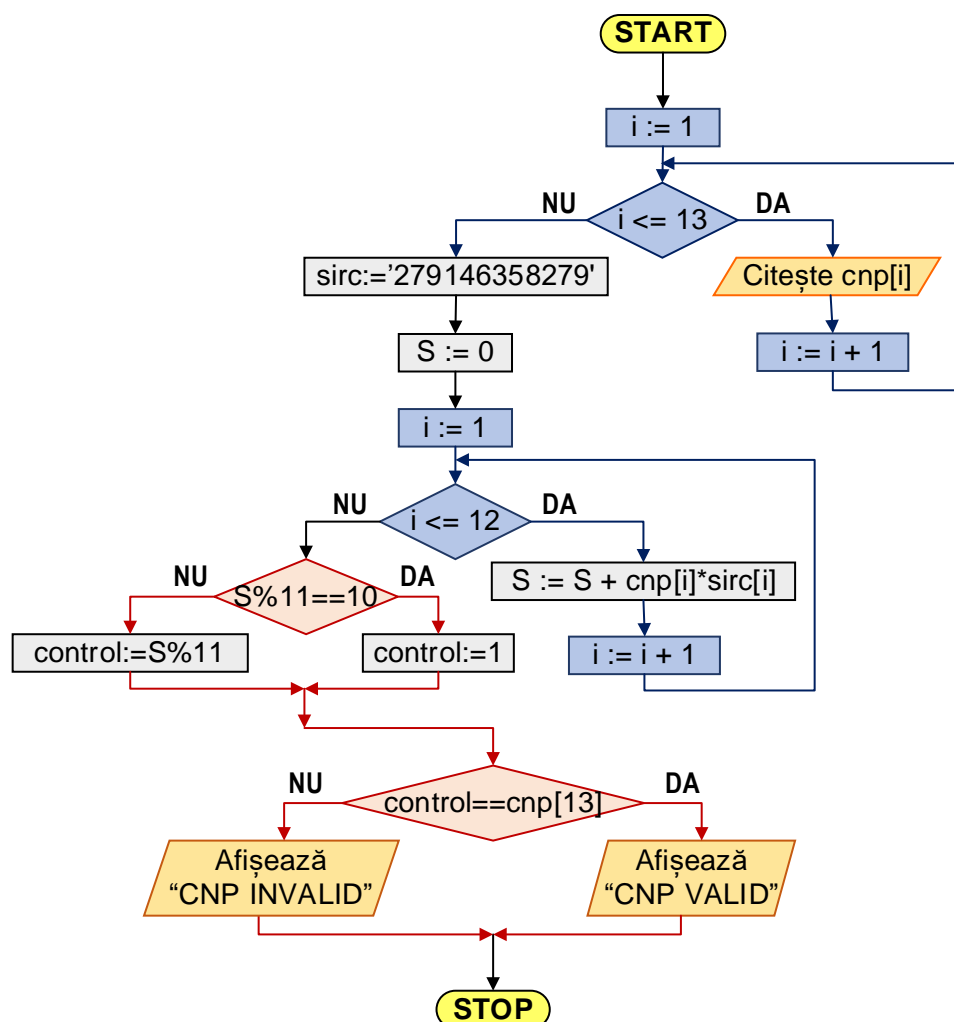 START
i := 1
NU
DA
i <= 13
sirc:='279146358279'
Citește cnp[i]
S := 0
i := i + 1
i := 1
NU
DA
i <= 12
S := S + cnp[i]*sirc[i]
NU
DA
S%11==10
control:=S%11
control:=1
i := i + 1
NU
DA
control==cnp[13]
Afișează
“CNP INVALID”
Afișează
“CNP VALID”
STOP